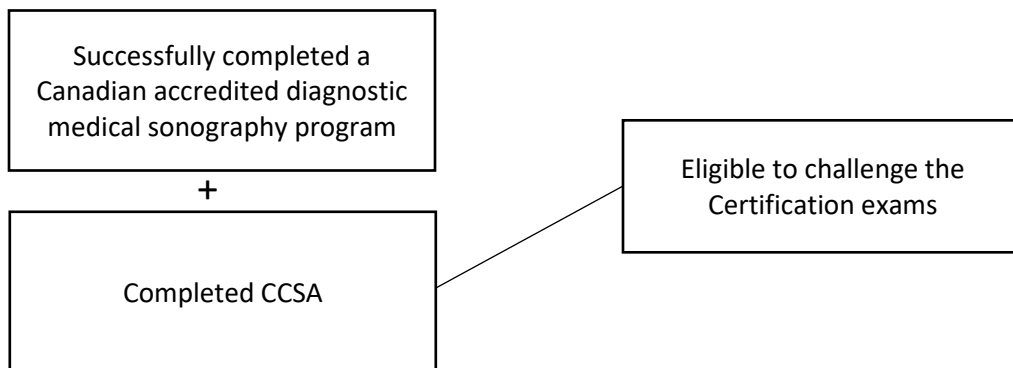 Successfully completed a
Canadian accredited diagnostic
medical sonography program
+
Completed CCSA
Eligible to challenge the
Certification exams